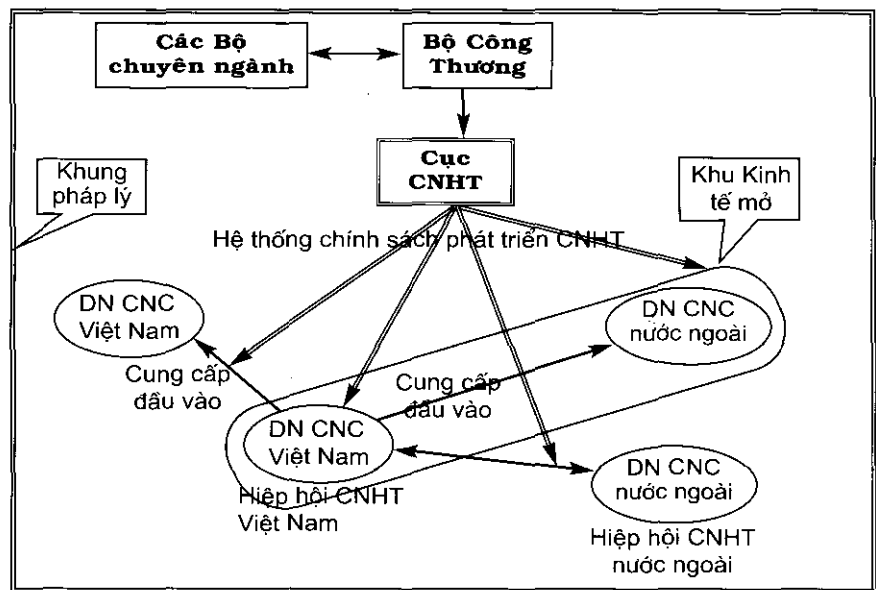 Các Bộ
chuyên ngành
Bộ Công
Thương
Cục
CNHT
Khung
pháp lý
Khu Kinh
tế mở
Hệ thống chính sách phát triển CNHT
DN CNC
Việt Nam
DN CNC
nước ngoài
Cung cấp
đầu vào
Cung cấp
đầu vào
DN CNC
Việt Nam
Hiệp hội CNHT
Việt Nam
DN CNC
nước ngoài
Hiệp hội CNHT
nước ngoài